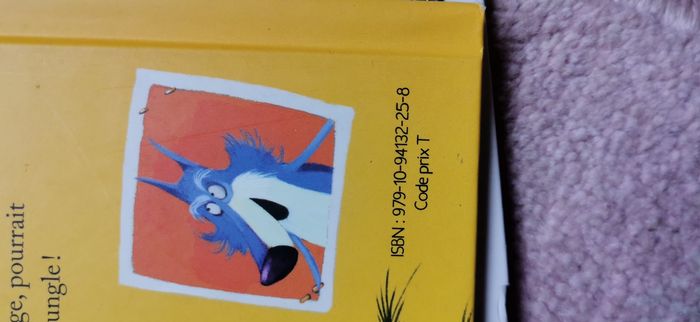 ge, pourrait
ungle !
ISBN : 979-10-94132-25-8
Code prix T